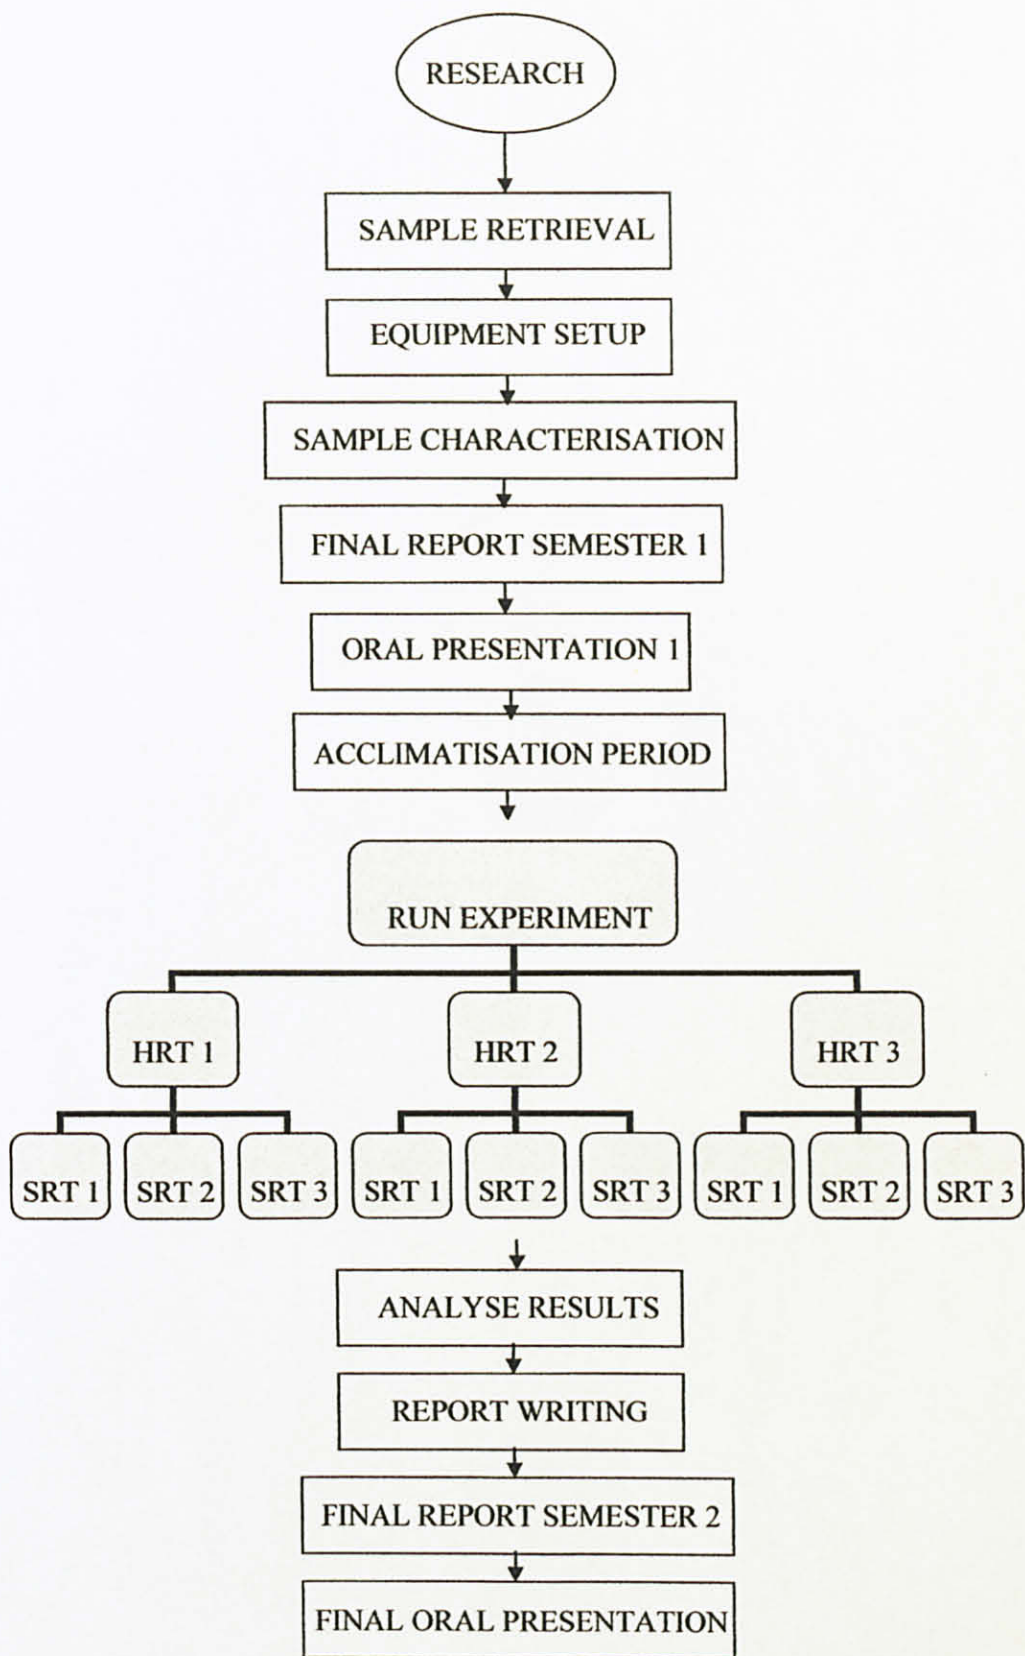 RESEARCH
SAMPLE RETRIEVAL
EQUIPMENT SETUP
SAMPLE CHARACTERISATION
FINAL REPORT SEMESTER 1
ORAL PRESENTATION 1
ACCLIMATISATION PERIOD
RUN EXPERIMENT
HRT 1 HRT 2 HRT 3
SRT 1 SRT 2 SRT 3 SRT 1 SRT 2 SRT 3 SRT 1 SRT 2 SRT 3
ANALYSE RESULTS
REPORT WRITING
FINAL REPORT SEMESTER 2
FINAL ORAL PRESENTATION